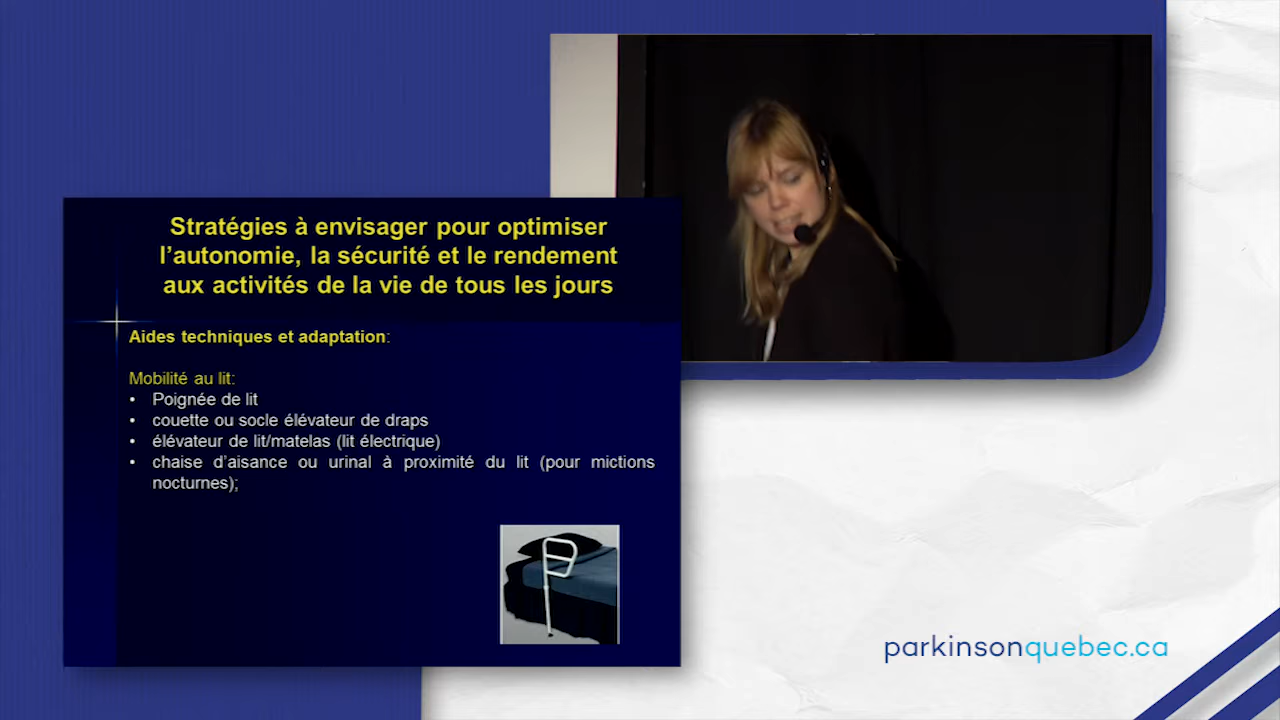 Stratégies à envisager pour optimiser
l'autonomie, la sécurité et le rendement
aux activités de la vie de tous les jours
Aides techniques et adaptation:
Mobilité au lit:
• Poignée de lit
• couette ou socle élévateur de draps
• élévateur de lit/matelas (lit électrique)
• chaise d'aisance ou urinal à proximité du lit (pour mictions
nocturnes);
parkinsonquebec.ca